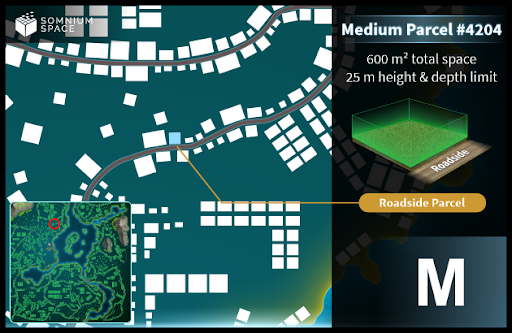 SOMNIUM
SPACE
Medium Parcel #4204
600 m² total space
25 m height & depth limit
Roadside
Roadside Parcel
M